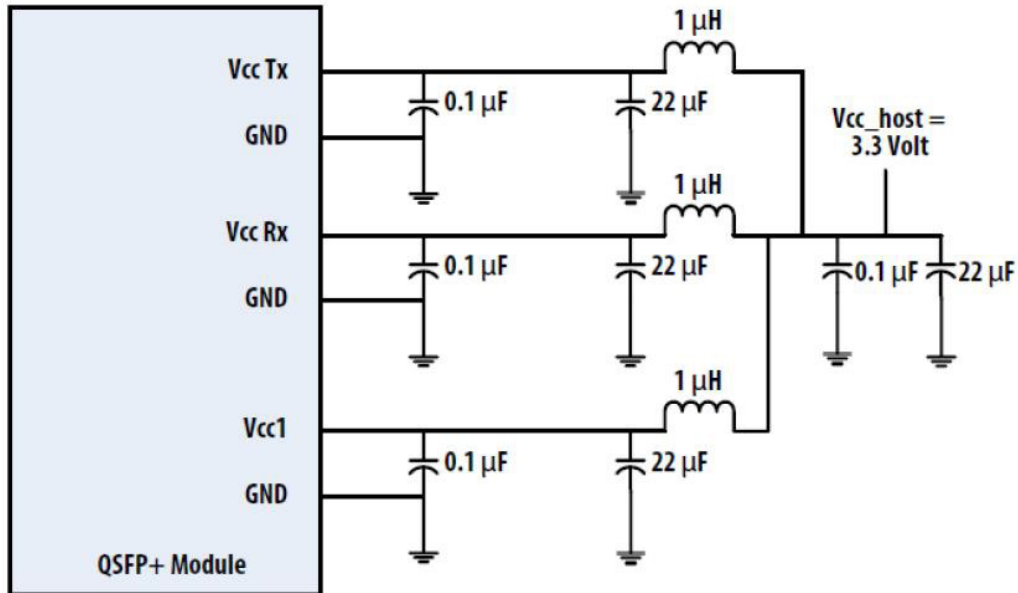 1 μH
Vcc Tx
0.1 μF
22 μF
Vcc_host =
3.3 Volt
GND
1 μH
Vcc Rx
0.1 μF
22 μF
0.1 μF
22 μF
GND
1 μH
Vcc1
0.1 μF
22 μF
GND
QSFP+ Module